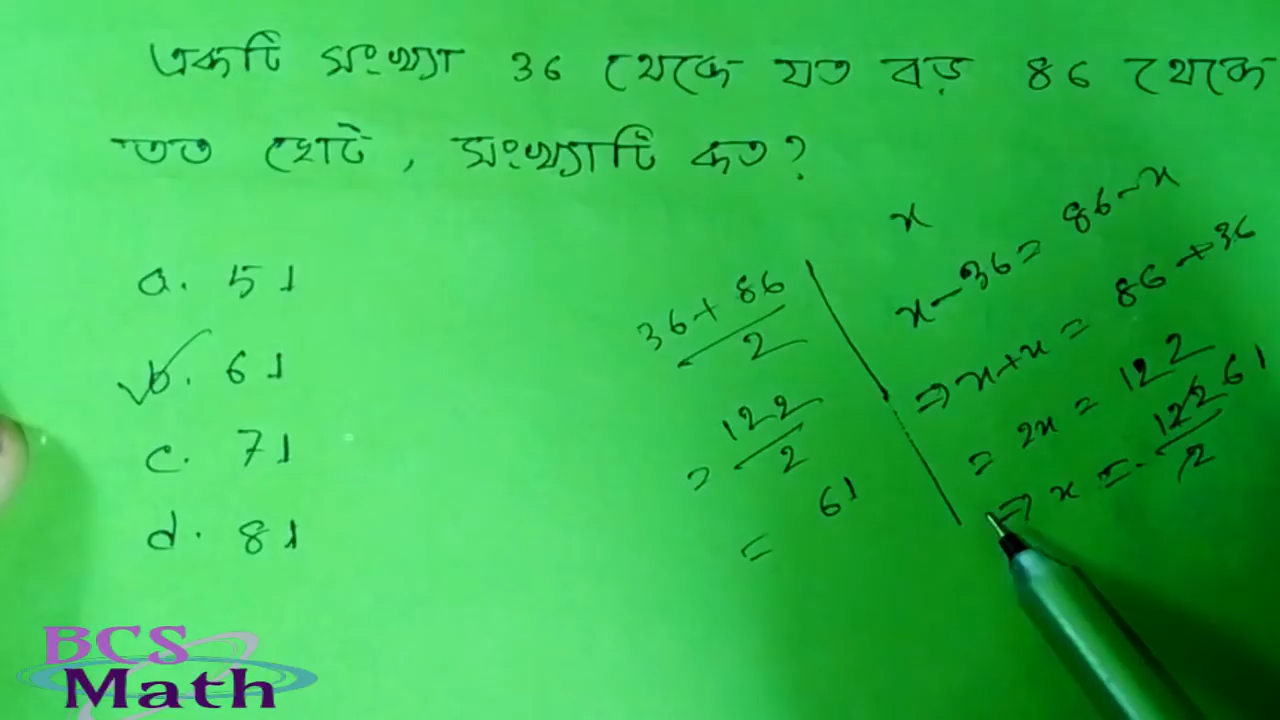 একটি সংখ্যা 36 থেকে যত বড় 86 থেকে
তত ছোট, সংখ্যাটি কত?
a. 51
b. 61
c. 71
d. 81
36 + 86
2
= 122
2
= 61
x
x - 36 = 86 - x
⇒ x + x = 86 + 36
= 2x = 122
⇒ x = 122 61
2
BCS
Math